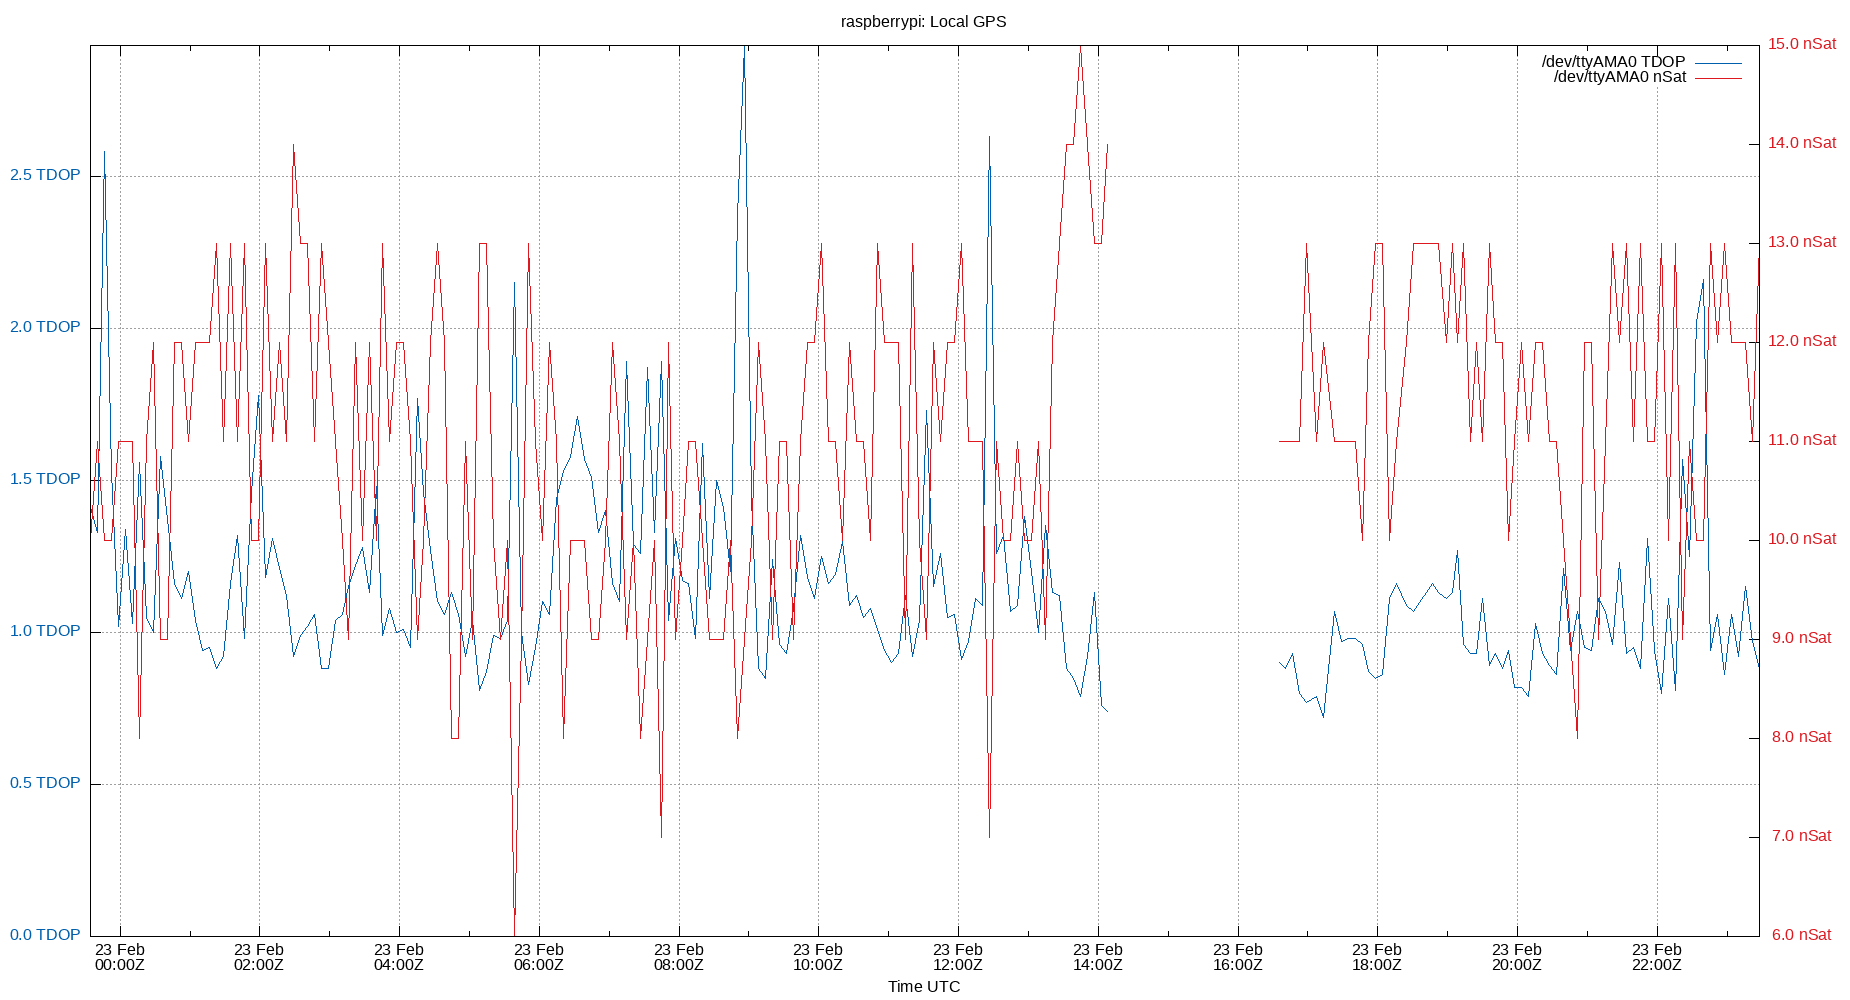 raspberrypi: Local GPS
/dev/ttyAMA0 TDOP
/dev/ttyAMA0 nSat
2.5 TDOP
2.0 TDOP
1.5 TDOP
1.0 TDOP
0.5 TDOP
0.0 TDOP
15.0 nSat
14.0 nSat
13.0 nSat
12.0 nSat
11.0 nSat
10.0 nSat
9.0 nSat
8.0 nSat
7.0 nSat
6.0 nSat
23 Feb
00:00Z
23 Feb
02:00Z
23 Feb
04:00Z
23 Feb
06:00Z
23 Feb
08:00Z
23 Feb
10:00Z
23 Feb
12:00Z
23 Feb
14:00Z
23 Feb
16:00Z
23 Feb
18:00Z
23 Feb
20:00Z
23 Feb
22:00Z
Time UTC